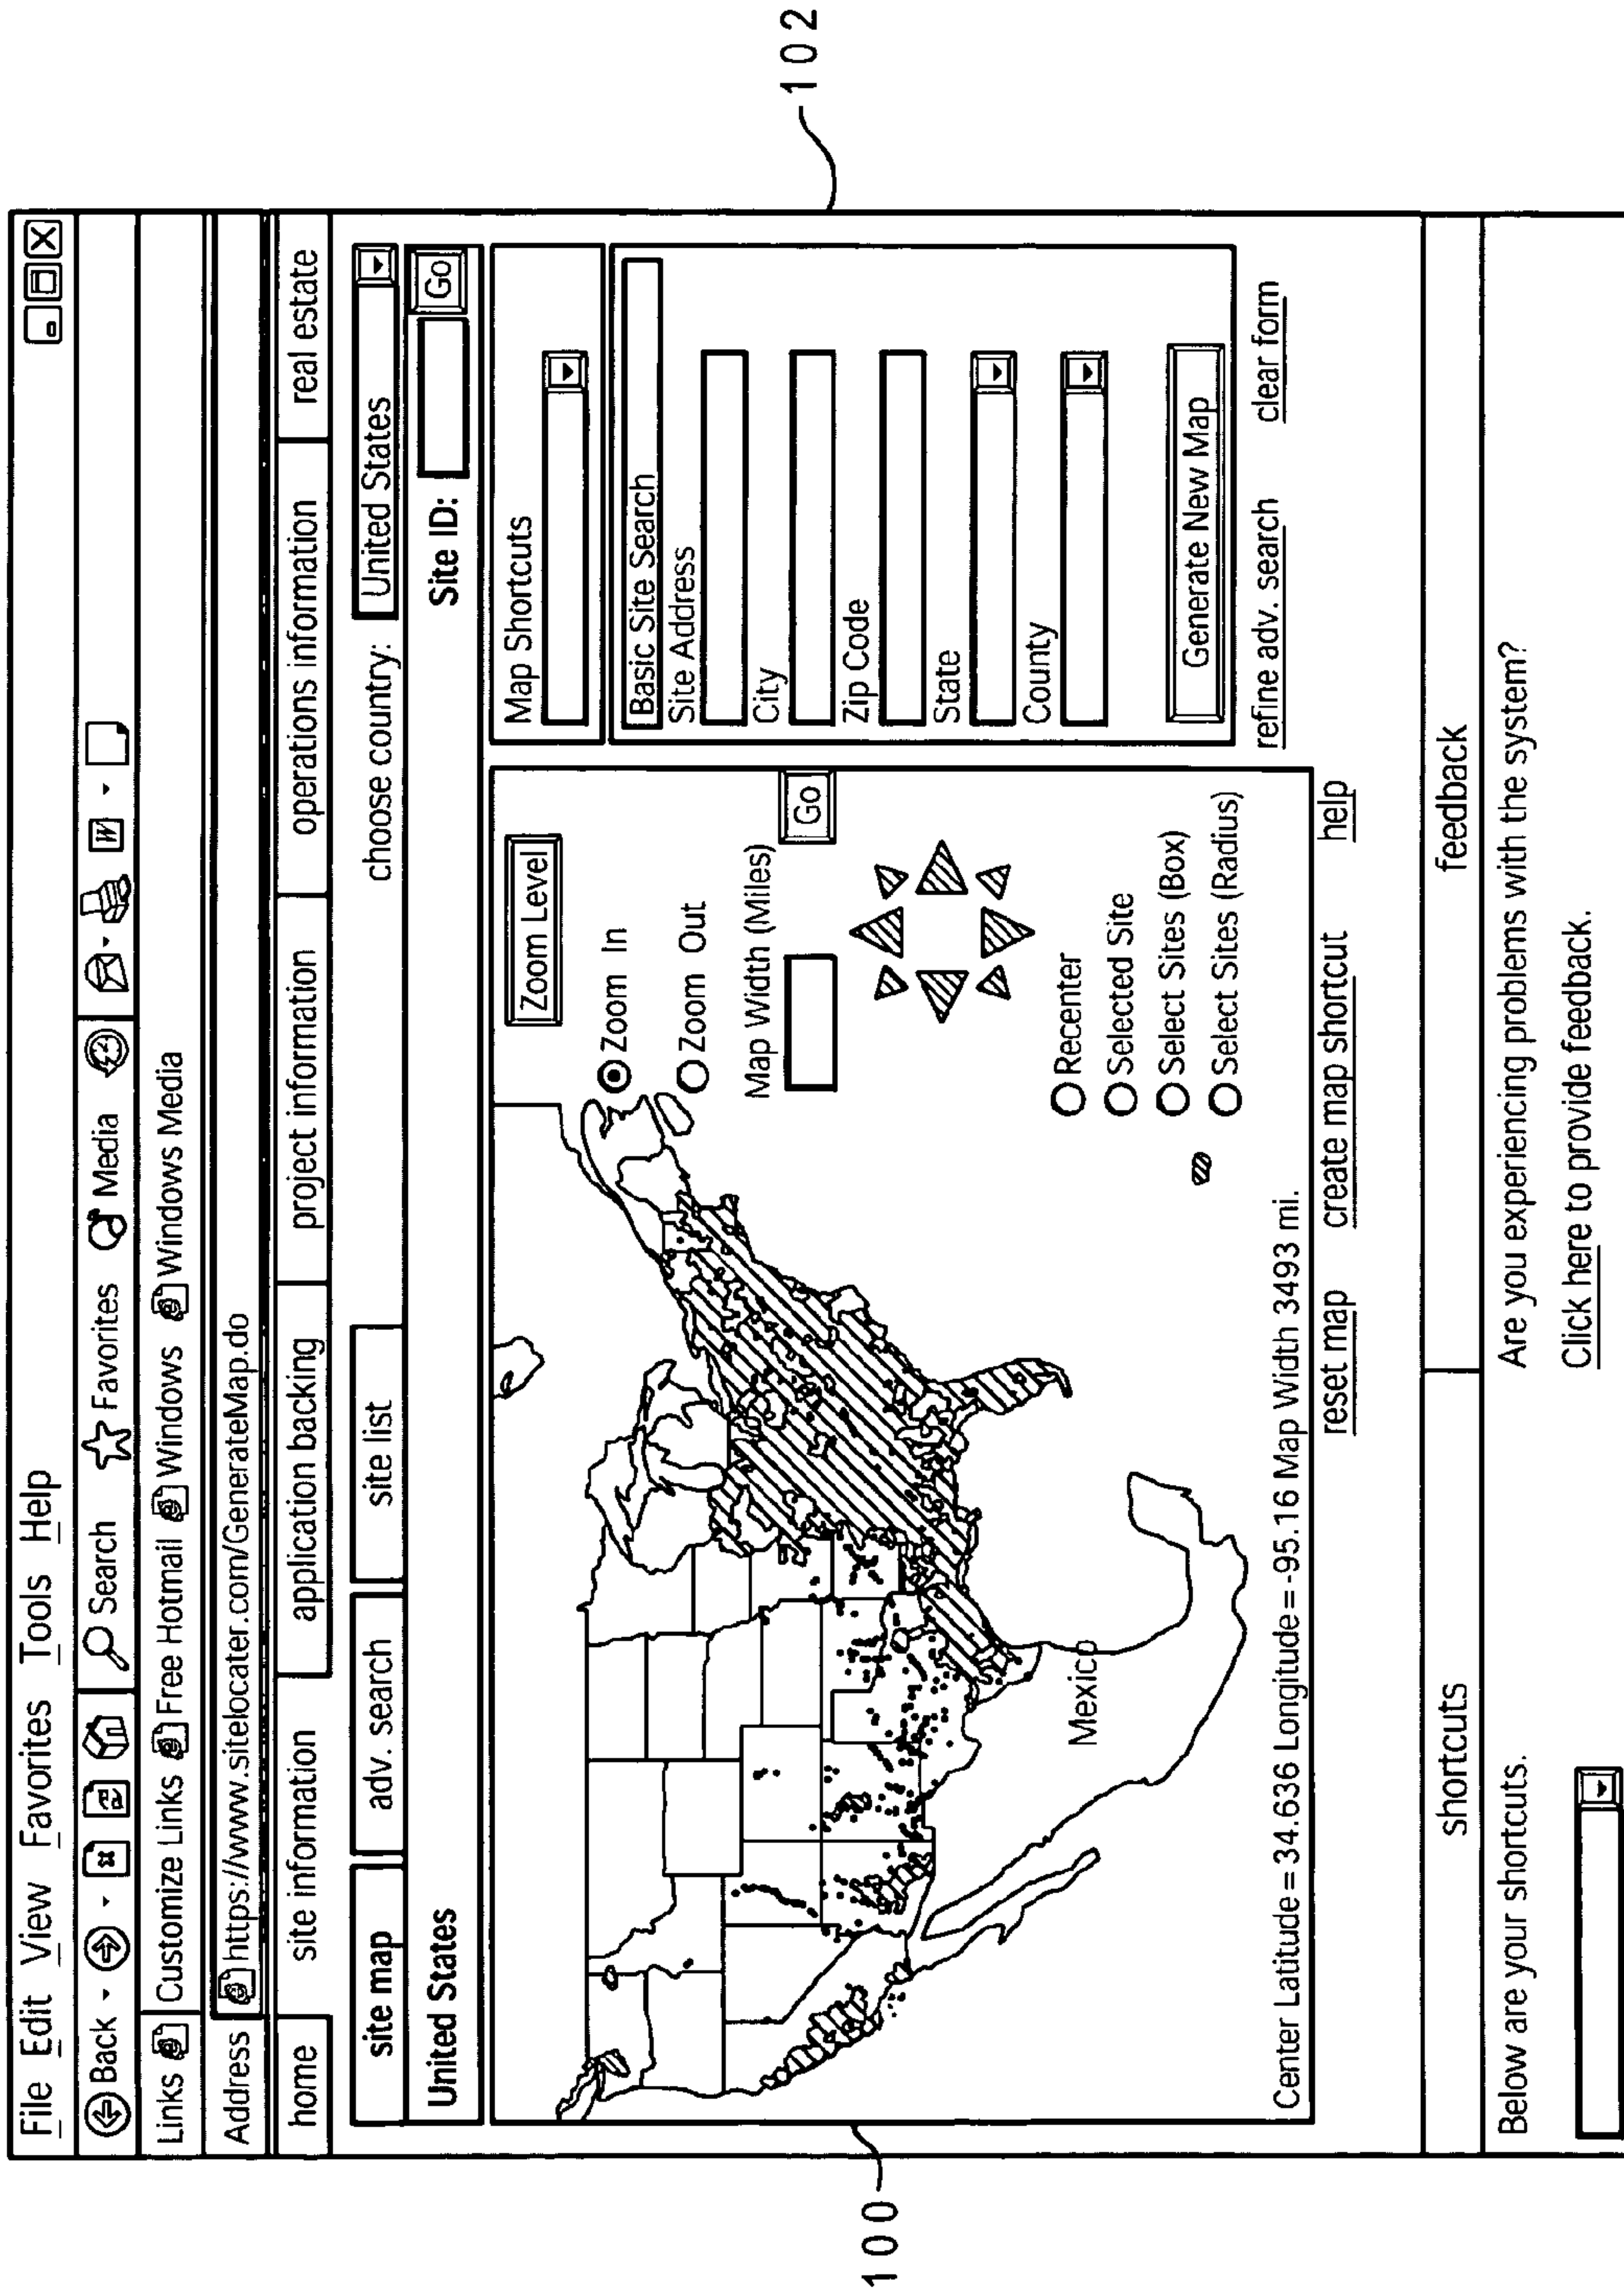 File Edit View Favorites Tools Help
Back Search Favorites Media W
Links Customize Links Free Hotmail Windows Windows Media
Address https://www.sitelocater.com/GenerateMap.do
home site information application backing project information operations information real estate
site map adv. search site list choose country: United States
United States Site ID: Go
Zoom Level
Zoom In
Zoom Out
Map Width (Miles)
Go
Recenter
Selected Site
Select Sites (Box)
Select Sites (Radius)
Mexico
Center Latitude = 34.636 Longitude = -95.16 Map Width 3493 mi.
reset map create map shortcut help
Map Shortcuts
Basic Site Search
Site Address
City
Zip Code
State
County
Generate New Map
refine adv. search clear form
shortcuts feedback
Below are your shortcuts. Are you experiencing problems with the system?
Click here to provide feedback.
100
102